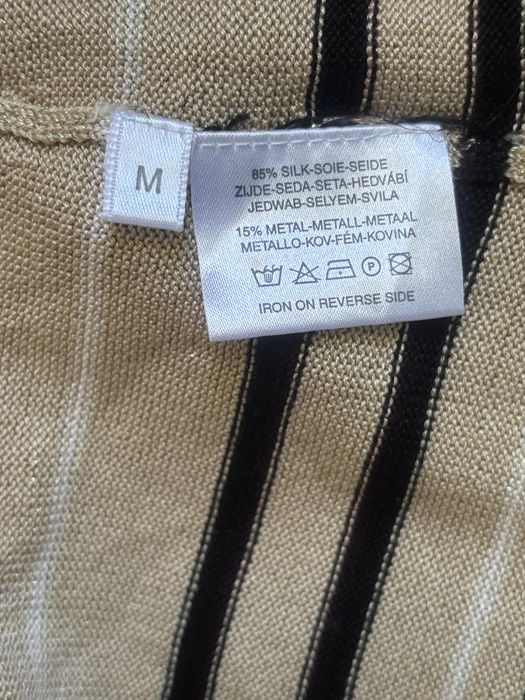 M
85% SILK-SOIE-SEIDE
ZIJDE-SEDA-SETA-HEDVÁBÍ
JEDWAB-SELYEM-SVILA
15% METAL-METALL-METAAL
METALLO-KOV-FÉM-KOVINA
P
IRON ON REVERSE SIDE